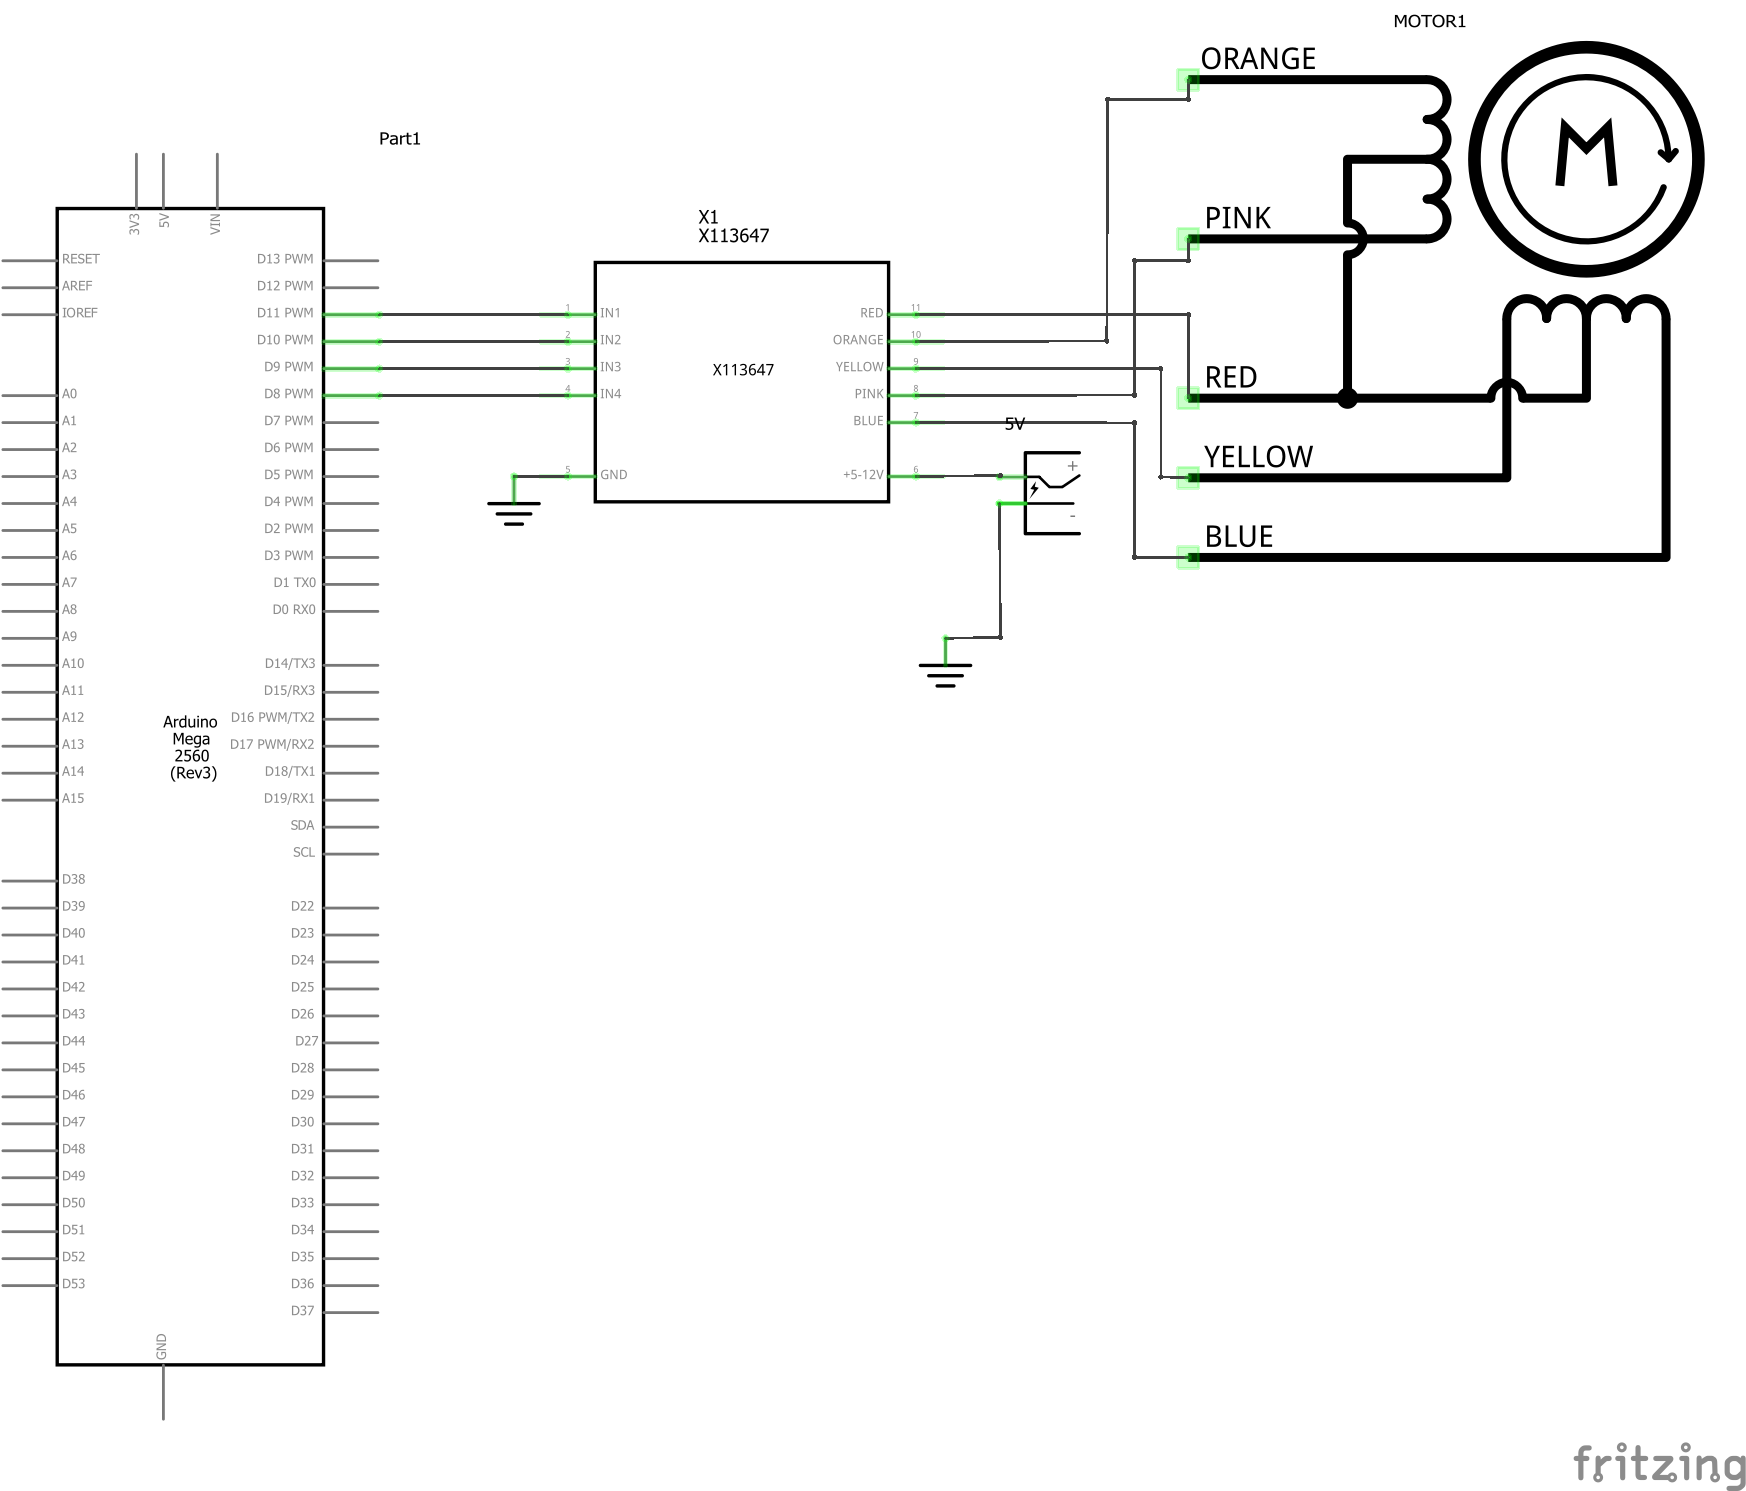 MOTOR1
ORANGE
PINK
RED
YELLOW
BLUE
Part1
3V3
5V
VIN
RESET
AREF
IOREF
A0
A1
A2
A3
A4
A5
A6
A7
A8
A9
A10
A11
A12
A13
A14
A15
D38
D39
D40
D41
D42
D43
D44
D45
D46
D47
D48
D49
D50
D51
D52
D53
D13 PWM
D12 PWM
D11 PWM
D10 PWM
D9 PWM
D8 PWM
D7 PWM
D6 PWM
D5 PWM
D4 PWM
D2 PWM
D3 PWM
D1 TX0
D0 RX0
D14/TX3
D15/RX3
D16 PWM/TX2
D17 PWM/RX2
D18/TX1
D19/RX1
SDA
SCL
D22
D23
D24
D25
D26
D27
D28
D29
D30
D31
D32
D33
D34
D35
D36
D37
Arduino
Mega
2560
(Rev3)
GND
X1
X113647
1
IN1
2
IN2
3
IN3
4
IN4
5
GND
X113647
RED
11
ORANGE
10
YELLOW
9
PINK
8
BLUE
7
+5-12V
6
5V
+
-
M
fritzing